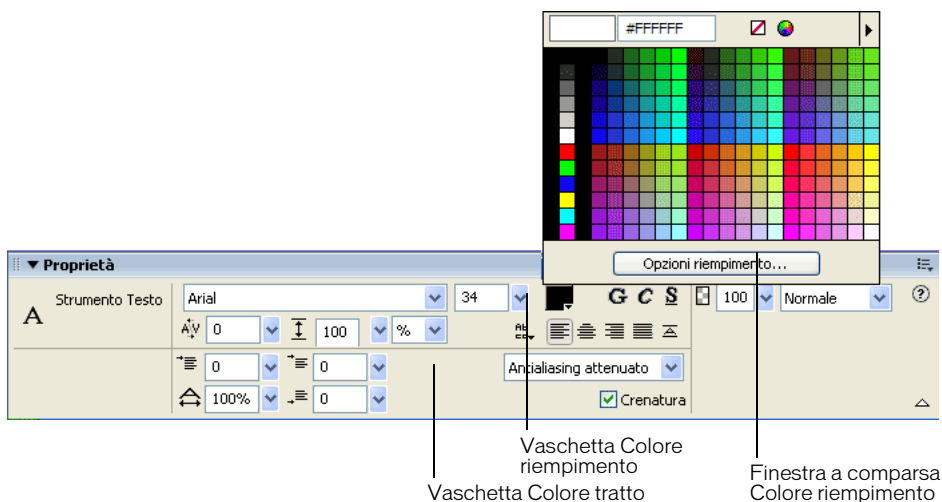 #FFFFFF
Opzioni riempimento...
Proprietà
A Strumento Testo Arial 34 G C S 100 Normale ?
A|V 0 100 %
0 0 Antialiasing attenuato
100% 0 Crenatura
Vaschetta Colore
riempimento
Vaschetta Colore tratto
Finestra a comparsa
Colore riempimento